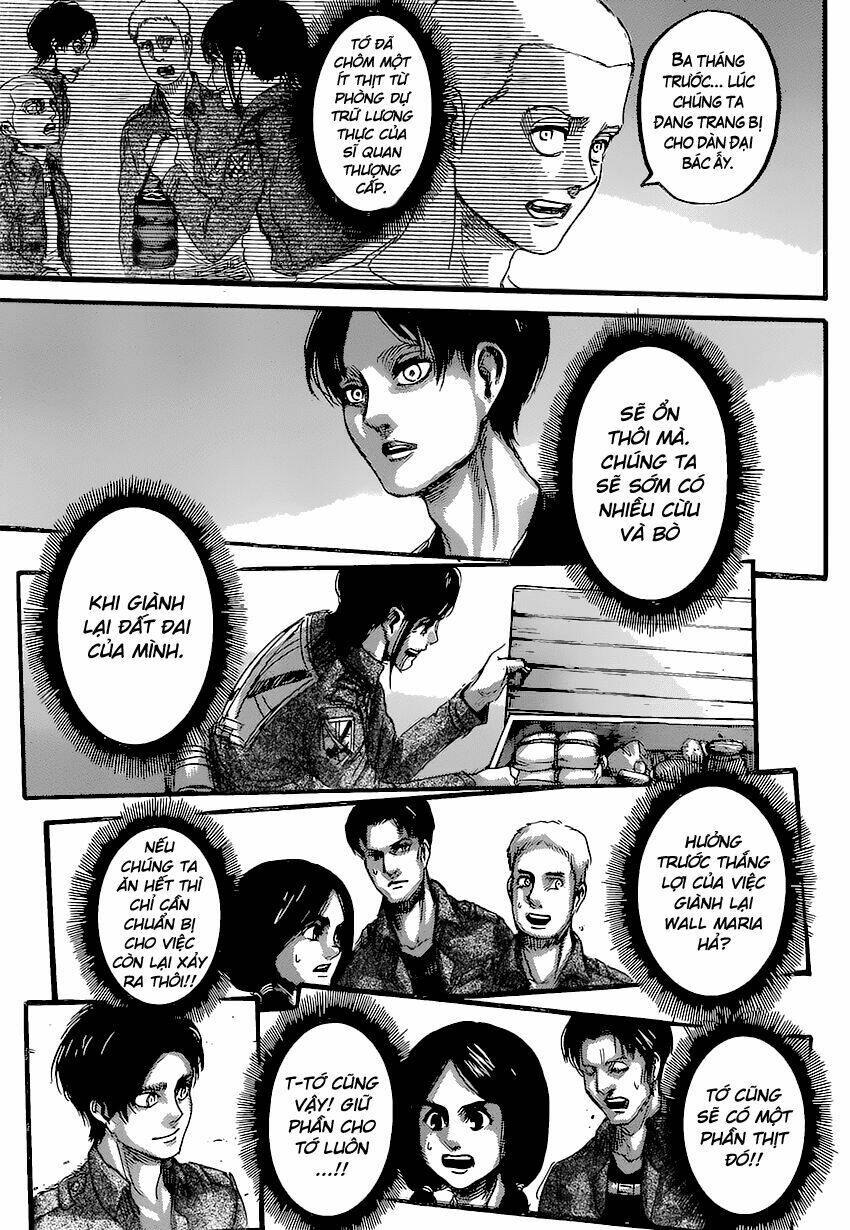 BA THÁNG
TRƯỚC... LÚC
CHÚNG TA
ĐANG TRANG BỊ
CHO DÀN ĐẠI
BÁC ẤY.
TỚ ĐÃ
CHÔM MỘT
ÍT THỊT TỪ
PHÒNG DỰ
TRỮ LƯƠNG
THỰC CỦA
SĨ QUAN
THƯỢNG
CẤP.
SẼ ỔN
THÔI MÀ.
CHÚNG TA
SẼ SỚM CÓ
NHIỀU CỪU
VÀ BÒ
KHI GIÀNH
LẠI ĐẤT ĐAI
CỦA MÌNH.
HƯỞNG
TRƯỚC THẮNG
LỢI CỦA VIỆC
GIÀNH LẠI
WALL MARIA
HẢ?
NẾU
CHÚNG TA
ĂN HẾT THÌ
CHỈ CẦN
CHUẨN BỊ
CHO VIỆC
CÒN LẠI XẢY
RA THÔI!!
TỚ CŨNG
SẼ CÓ MỘT
PHẦN THỊT
ĐÓ!!
T-TỚ CŨNG
VẬY! GIỮ
PHẦN CHO
TỚ LUÔN
...!!